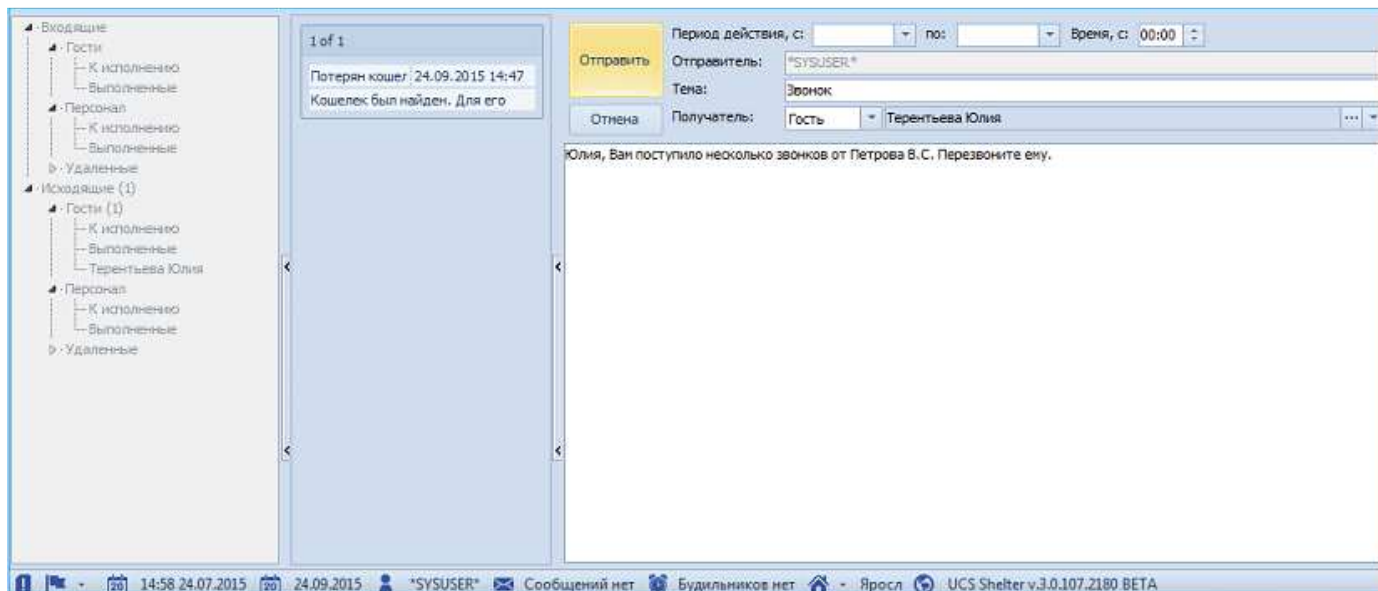 Входящие
Гости
К исполнению
Выполненные
Персонал
К исполнению
Выполненные
Удаленные
Исходящие (1)
Гости (1)
К исполнению
Выполненные
Терентьева Юлия
Персонал
К исполнению
Выполненные
Удаленные
1 of 1
Потерян кошел 24.09.2015 14:47
Кошелек был найден. Для его
Отправить
Отмена
Период действия, с: по: Время, с: 00:00
Отправитель: *SYSUSER*
Тема: Звонок
Получатель: Гость Терентьева Юлия
Юлия, Вам поступило несколько звонков от Петрова В.С. Перезвоните ему.
14:58 24.07.2015 24.09.2015 *SYSUSER* Сообщений нет Будильников нет Яросл UCS Shelter v.3.0.107.2180 BETA